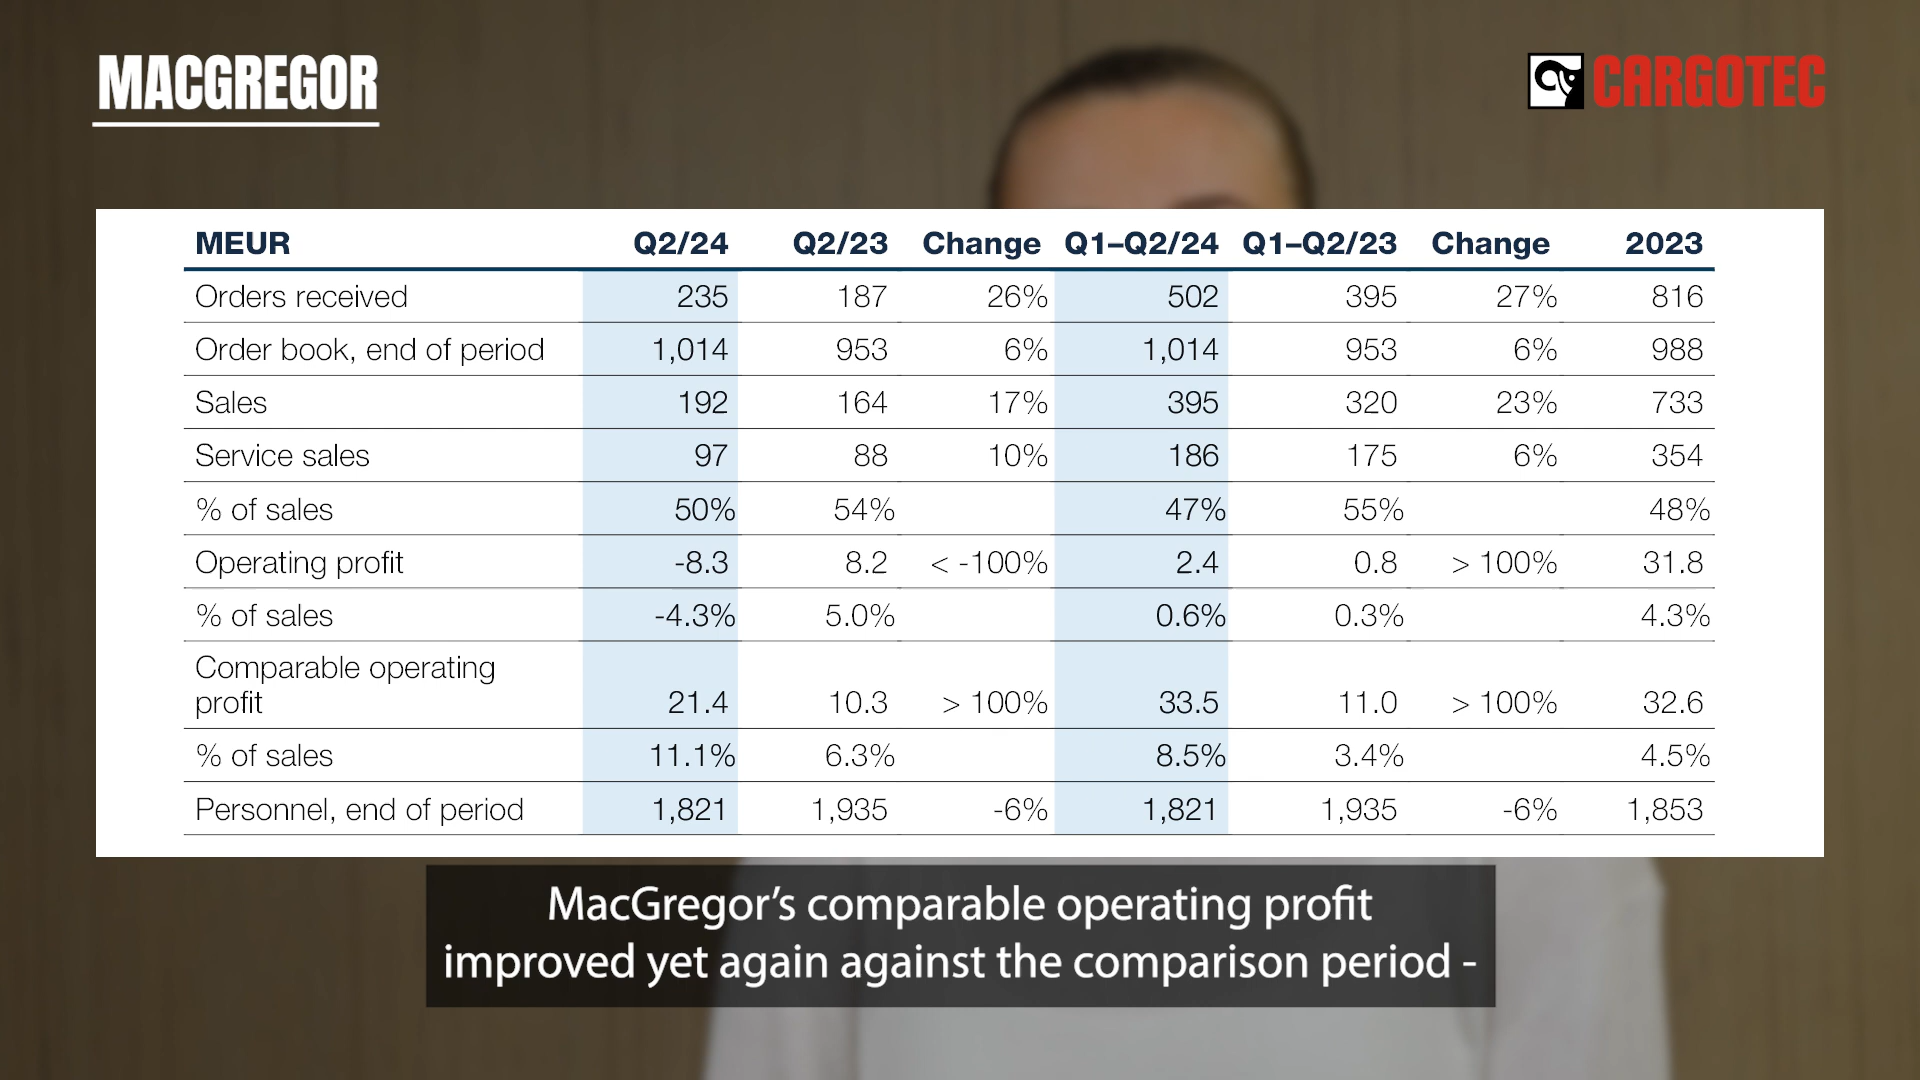 MACGREGOR
CARGOTEC
MEUR Q2/24 Q2/23 Change Q1–Q2/24 Q1–Q2/23 Change 2023
Orders received 235 187 26% 502 395 27% 816
Order book, end of period 1,014 953 6% 1,014 953 6% 988
Sales 192 164 17% 395 320 23% 733
Service sales 97 88 10% 186 175 6% 354
% of sales 50% 54% 47% 55% 48%
Operating profit -8.3 8.2 < -100% 2.4 0.8 > 100% 31.8
% of sales -4.3% 5.0% 0.6% 0.3% 4.3%
Comparable operating
profit 21.4 10.3 > 100% 33.5 11.0 > 100% 32.6
% of sales 11.1% 6.3% 8.5% 3.4% 4.5%
Personnel, end of period 1,821 1,935 -6% 1,821 1,935 -6% 1,853
MacGregor’s comparable operating profit
improved yet again against the comparison period -